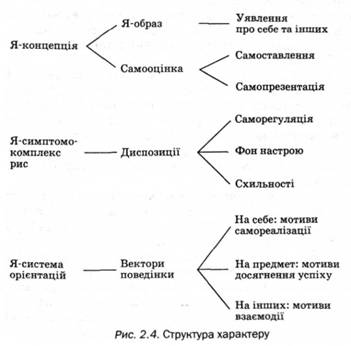 Я-концепція
Я-образ
Уявлення
про себе та інших
Самооцінка
Самоставлення
Самопрезентація
Я-симптомо-
комплекс
рис
Диспозиції
Саморегуляція
Фон настрою
Схильності
Я-система
орієнтацій
Вектори
поведінки
На себе: мотиви
самореалізації
На предмет: мотиви
досягнення успіху
На інших: мотиви
взаємодії
Рис. 2.4. Структура характеру